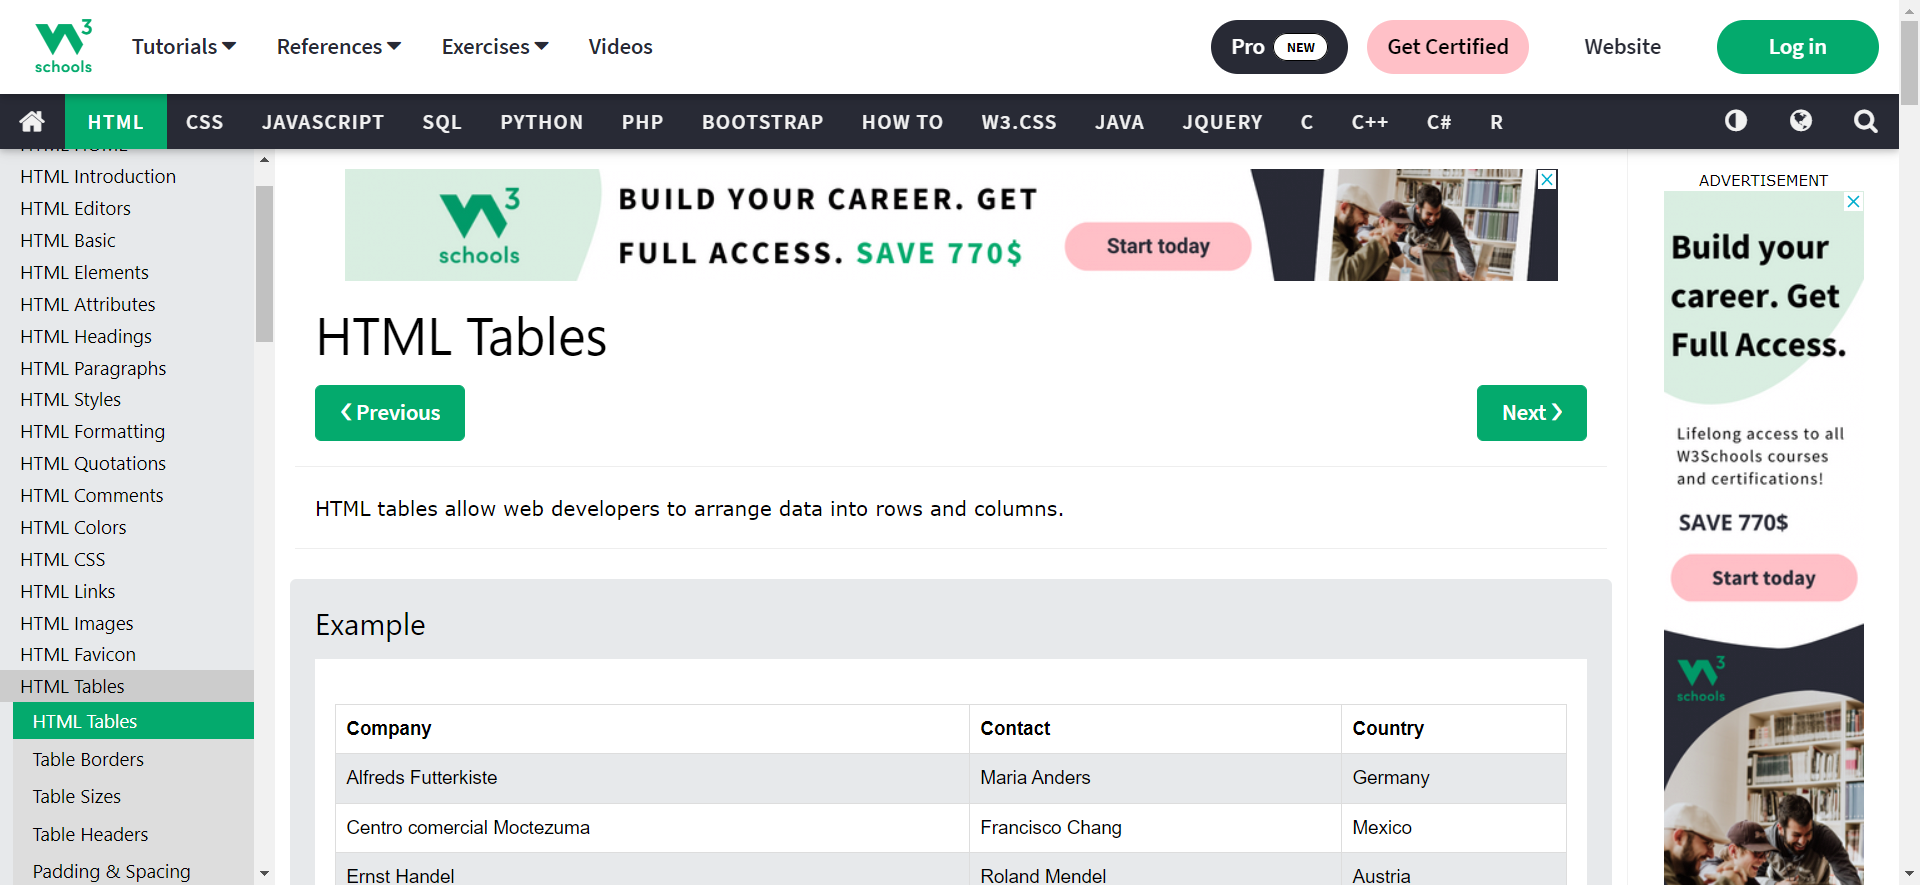 3
schools
Tutorials
References
Exercises
Videos
Pro NEW
Get Certified
Website
Log in
HTML
CSS
JAVASCRIPT
SQL
PYTHON
PHP
BOOTSTRAP
HOW TO
W3.CSS
JAVA
JQUERY
C
C++
C#
R
HTML HOME
HTML Introduction
HTML Editors
HTML Basic
HTML Elements
HTML Attributes
HTML Headings
HTML Paragraphs
HTML Styles
HTML Formatting
HTML Quotations
HTML Comments
HTML Colors
HTML CSS
HTML Links
HTML Images
HTML Favicon
HTML Tables
HTML Tables
Table Borders
Table Sizes
Table Headers
Padding & Spacing
3
schools
BUILD YOUR CAREER. GET
FULL ACCESS. SAVE 770$
Start today
HTML Tables
❮ Previous
Next ❯
HTML tables allow web developers to arrange data into rows and columns.
Example
Company Contact Country
Alfreds Futterkiste Maria Anders Germany
Centro comercial Moctezuma Francisco Chang Mexico
Ernst Handel Roland Mendel Austria
ADVERTISEMENT
Build your
career. Get
Full Access.
Lifelong access to all
W3Schools courses
and certifications!
SAVE 770$
Start today
3
schools